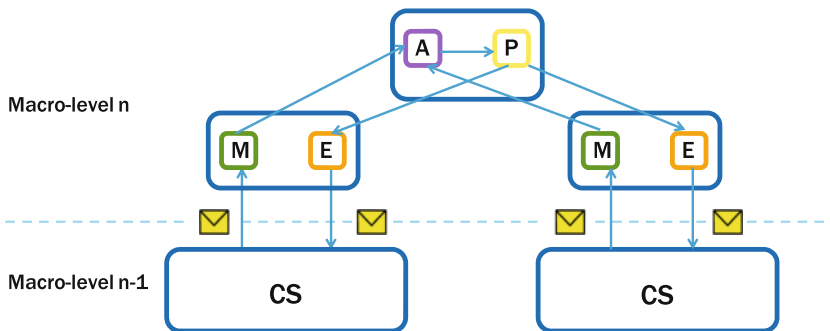 A P
Macro-level n
M E M E
Macro-level n-1
CS CS